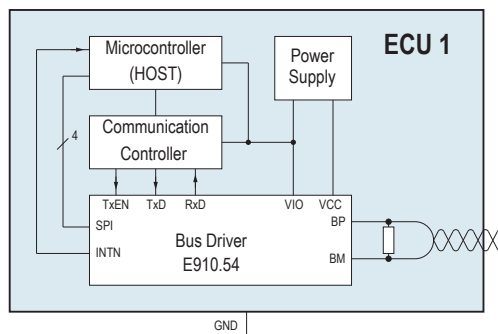 ECU 1
Microcontroller
(HOST)
Power
Supply
4
Communication
Controller
TxEN TxD RxD VIO VCC
SPI
BP
Bus Driver
E910.54
INTN
BM
GND